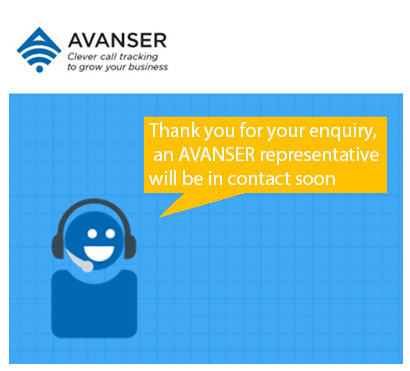 AVANSER
Clever call tracking
to grow your business
Thank you for your enquiry,
an AVANSER representative
will be in contact soon